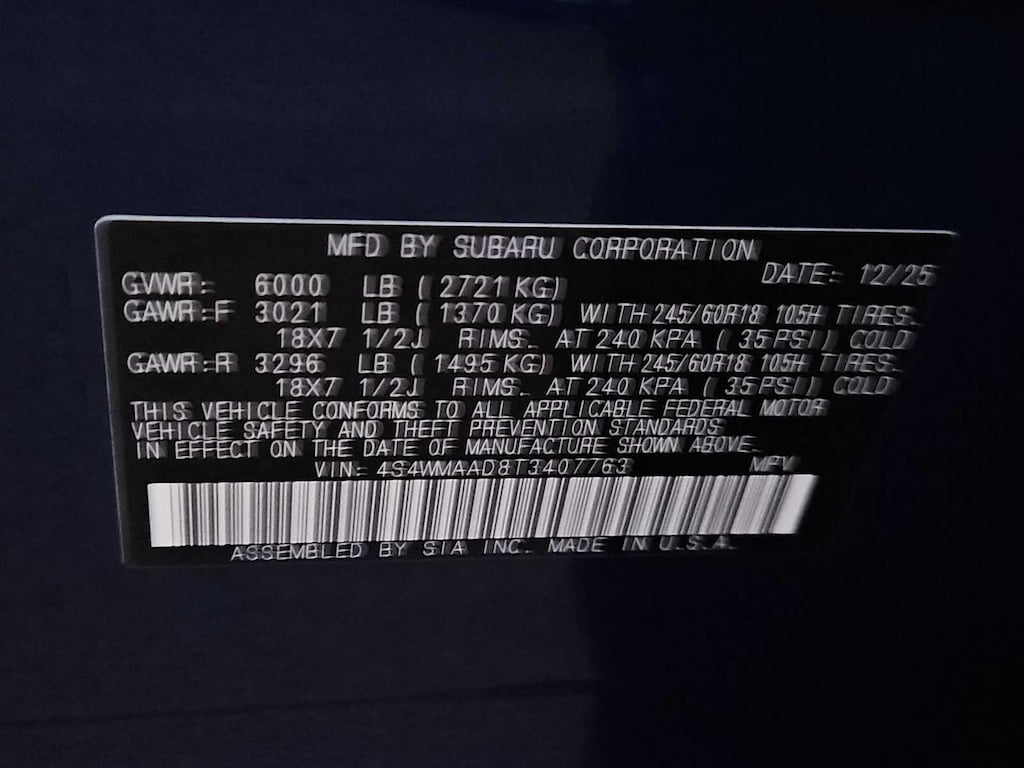 MFD BY SUBARU CORPORATION
DATE: 12/25
GVWR: 6000 LB ( 2721KG)
GAWR:F 3021 LB ( 1370 KG) WITH 245/60R18 105H TIRES.
18X7 1/2J RIMS. AT 240 KPA ( 35PSI) COLD
GAWR:R 3296 LB ( 1495 KG) WITH 245/60R18 105H TIRES.
18X7 1/2J RIMS. AT 240 KPA ( 35PSI) COLD
THIS VEHICLE CONFORMS TO ALL APPLICABLE FEDERAL MOTOR
VEHICLE SAFETY AND THEFT PREVENTION STANDARDS
IN EFFECT ON THE DATE OF MANUFACTURE SHOWN ABOVE.
VIN: 4S4WMAAD8T3407763 MPV
ASSEMBLED BY SIA INC. MADE IN U.S.A.